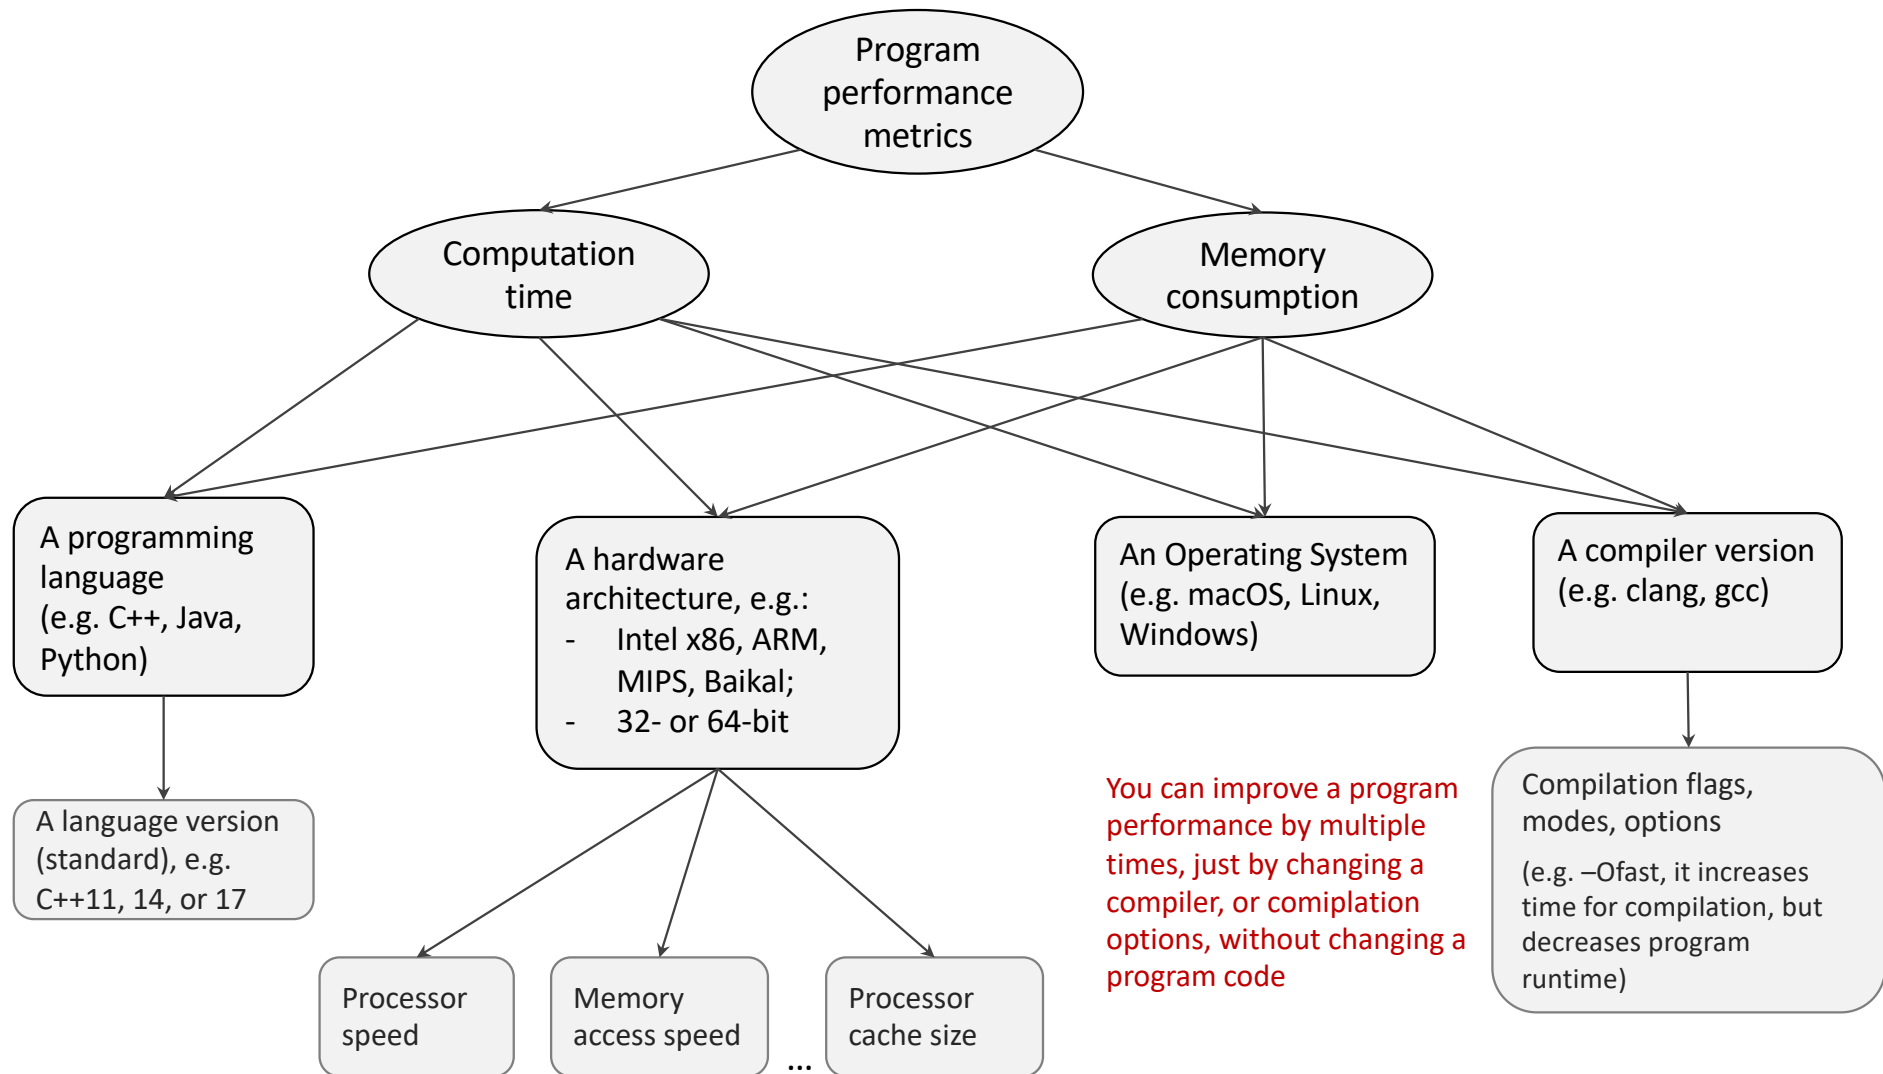 Program
performance
metrics
Computation
time
Memory
consumption
A programming
language
(e.g. C++, Java,
Python)
A hardware
architecture, e.g.:
- Intel x86, ARM,
MIPS, Baikal;
- 32- or 64-bit
An Operating System
(e.g. macOS, Linux,
Windows)
A compiler version
(e.g. clang, gcc)
A language version
(standard), e.g.
C++11, 14, or 17
You can improve a program
performance by multiple
times, just by changing a
compiler, or comiplation
options, without changing a
program code
Compilation flags,
modes, options
(e.g. –Ofast, it increases
time for compilation, but
decreases program
runtime)
Processor
speed
Memory
access speed
...
Processor
cache size